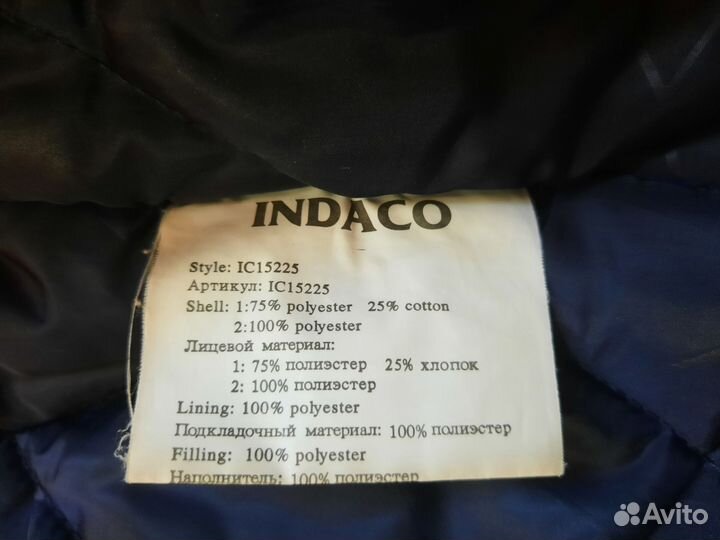 INDACO
Style: IC15225
Артикул: IC15225
Shell: 1:75% polyester 25% cotton
2:100% polyester
Лицевой материал:
1: 75% полиэстер 25% хлопок
2: 100% полиэстер
Lining: 100% polyester
Подкладочный материал: 100% полиэстер
Filling: 100% polyester
Наполнитель: 100% полиэстер
Avito